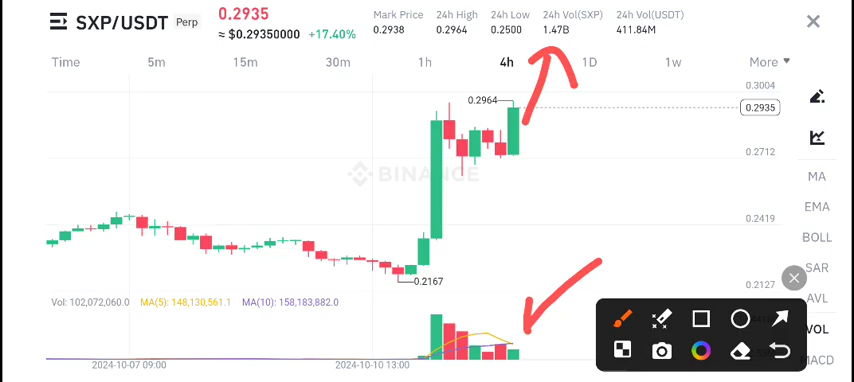 SXP/USDT Perp
0.2935
≈ $0.29350000 +17.40%
Mark Price 24h High 24h Low 24h Vol(SXP) 24h Vol(USDT)
0.2938 0.2964 0.2500 1.47B 411.84M
Time 5m 15m 30m 1h 4h 1D 1w More
0.3004
0.2964
0.2935
0.2712
BINANCE
0.2419
0.2167
0.2127
MA
EMA
BOLL
SAR
AVL
VOL
MACD
Vol: 102,072,060.0 MA(5): 148,130,561.1 MA(10): 158,183,882.0
2024-10-07 09:00 2024-10-10 13:00